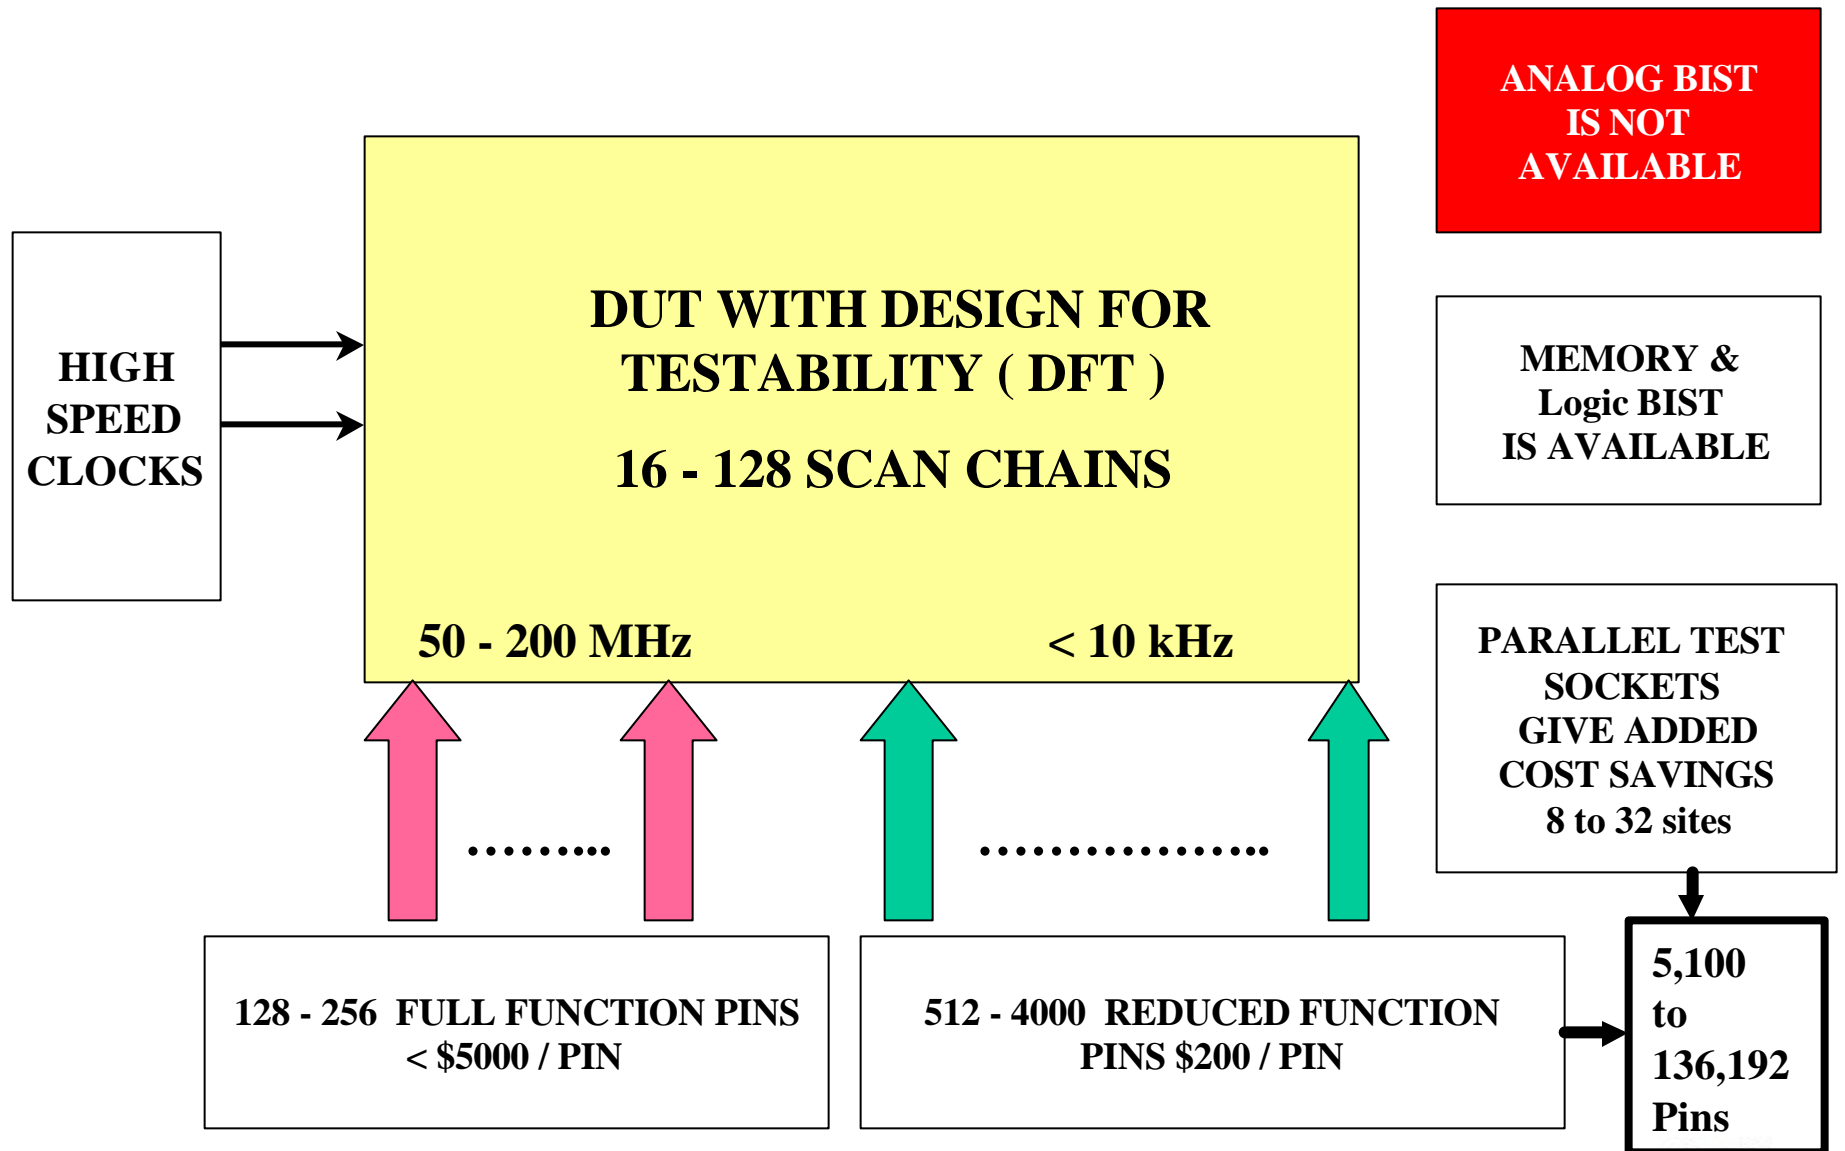 ANALOG BIST
IS NOT
AVAILABLE
HIGH
SPEED
CLOCKS
DUT WITH DESIGN FOR
TESTABILITY ( DFT )
16 - 128 SCAN CHAINS
50 - 200 MHz
< 10 kHz
MEMORY &
Logic BIST
IS AVAILABLE
PARALLEL TEST
SOCKETS
GIVE ADDED
COST SAVINGS
8 to 32 sites
………
……………..
128 - 256 FULL FUNCTION PINS
< $5000 / PIN
512 - 4000 REDUCED FUNCTION
PINS $200 / PIN
5,100
to
136,192
Pins